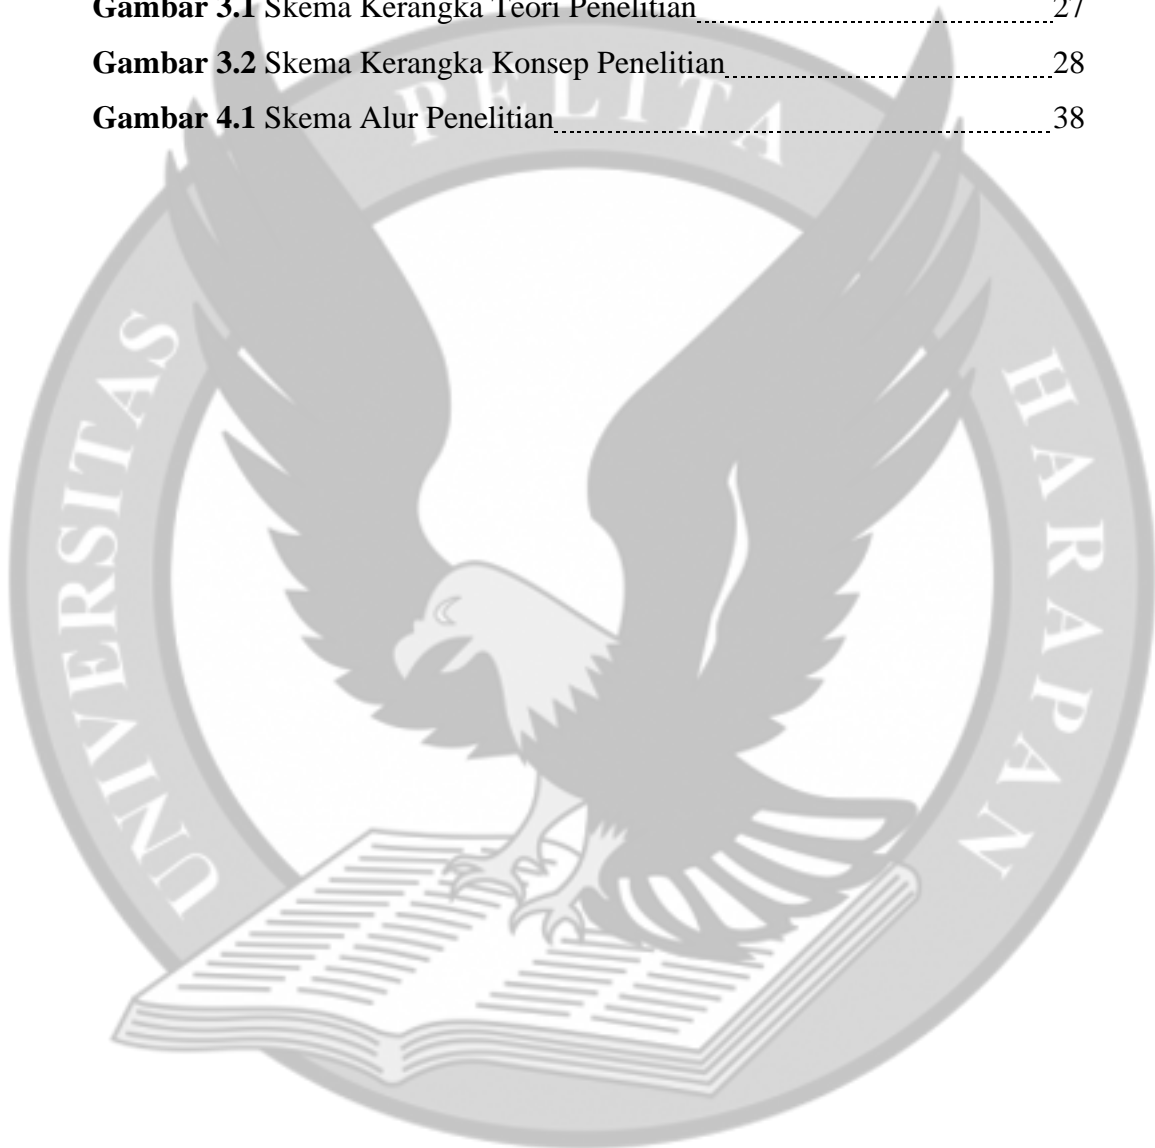 Gambar 3.1 Skema Kerangka Teori Penelitian 27
Gambar 3.2 Skema Kerangka Konsep Penelitian 28
Gambar 4.1 Skema Alur Penelitian 38
UNIVERSITAS PELITA HARAPAN